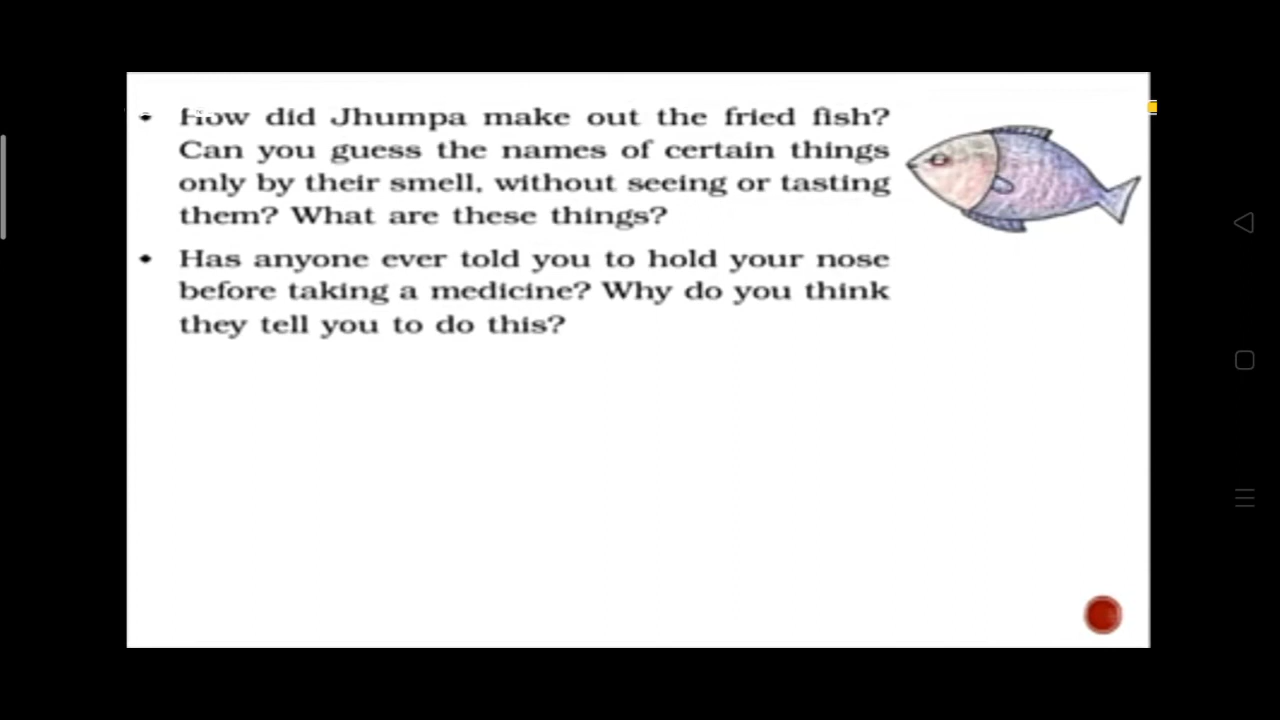 • How did Jhumpa make out the fried fish?
Can you guess the names of certain things
only by their smell, without seeing or tasting
them? What are these things?
• Has anyone ever told you to hold your nose
before taking a medicine? Why do you think
they tell you to do this?